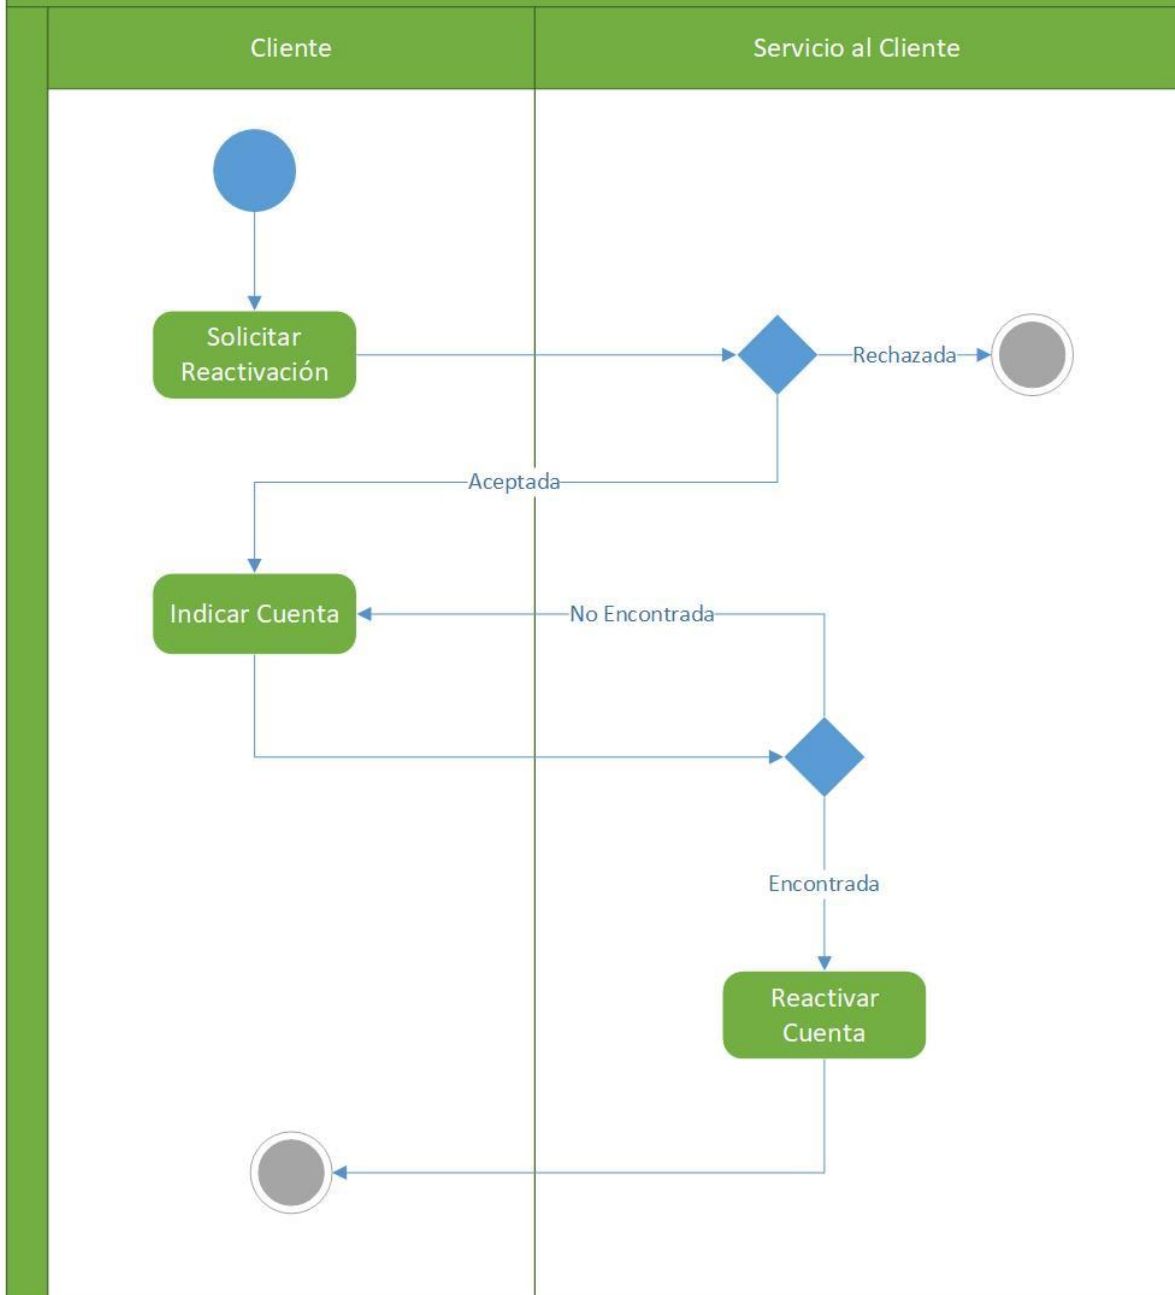 Cliente
Servicio al Cliente
Solicitar
Reactivación
Rechazada
Aceptada
Indicar Cuenta
No Encontrada
Encontrada
Reactivar
Cuenta